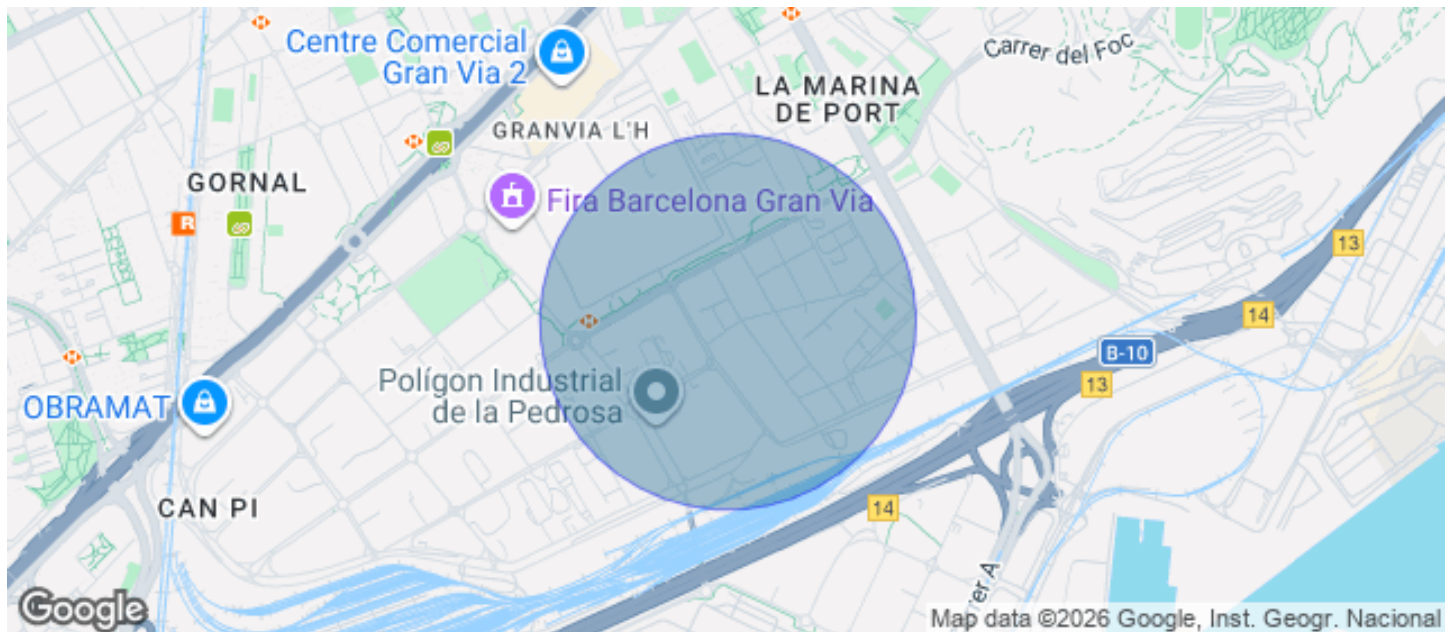 Centre Comercial
Gran Via 2
Carrer del Foc
LA MARINA
DE PORT
GRANVIA L'H
GORNAL
R
Fira Barcelona Gran Via
13
14
B-10
13
Polígon Industrial
de la Pedrosa
OBRAMAT
CAN PI
14
er A
Google
Map data ©2026 Google, Inst. Geogr. Nacional